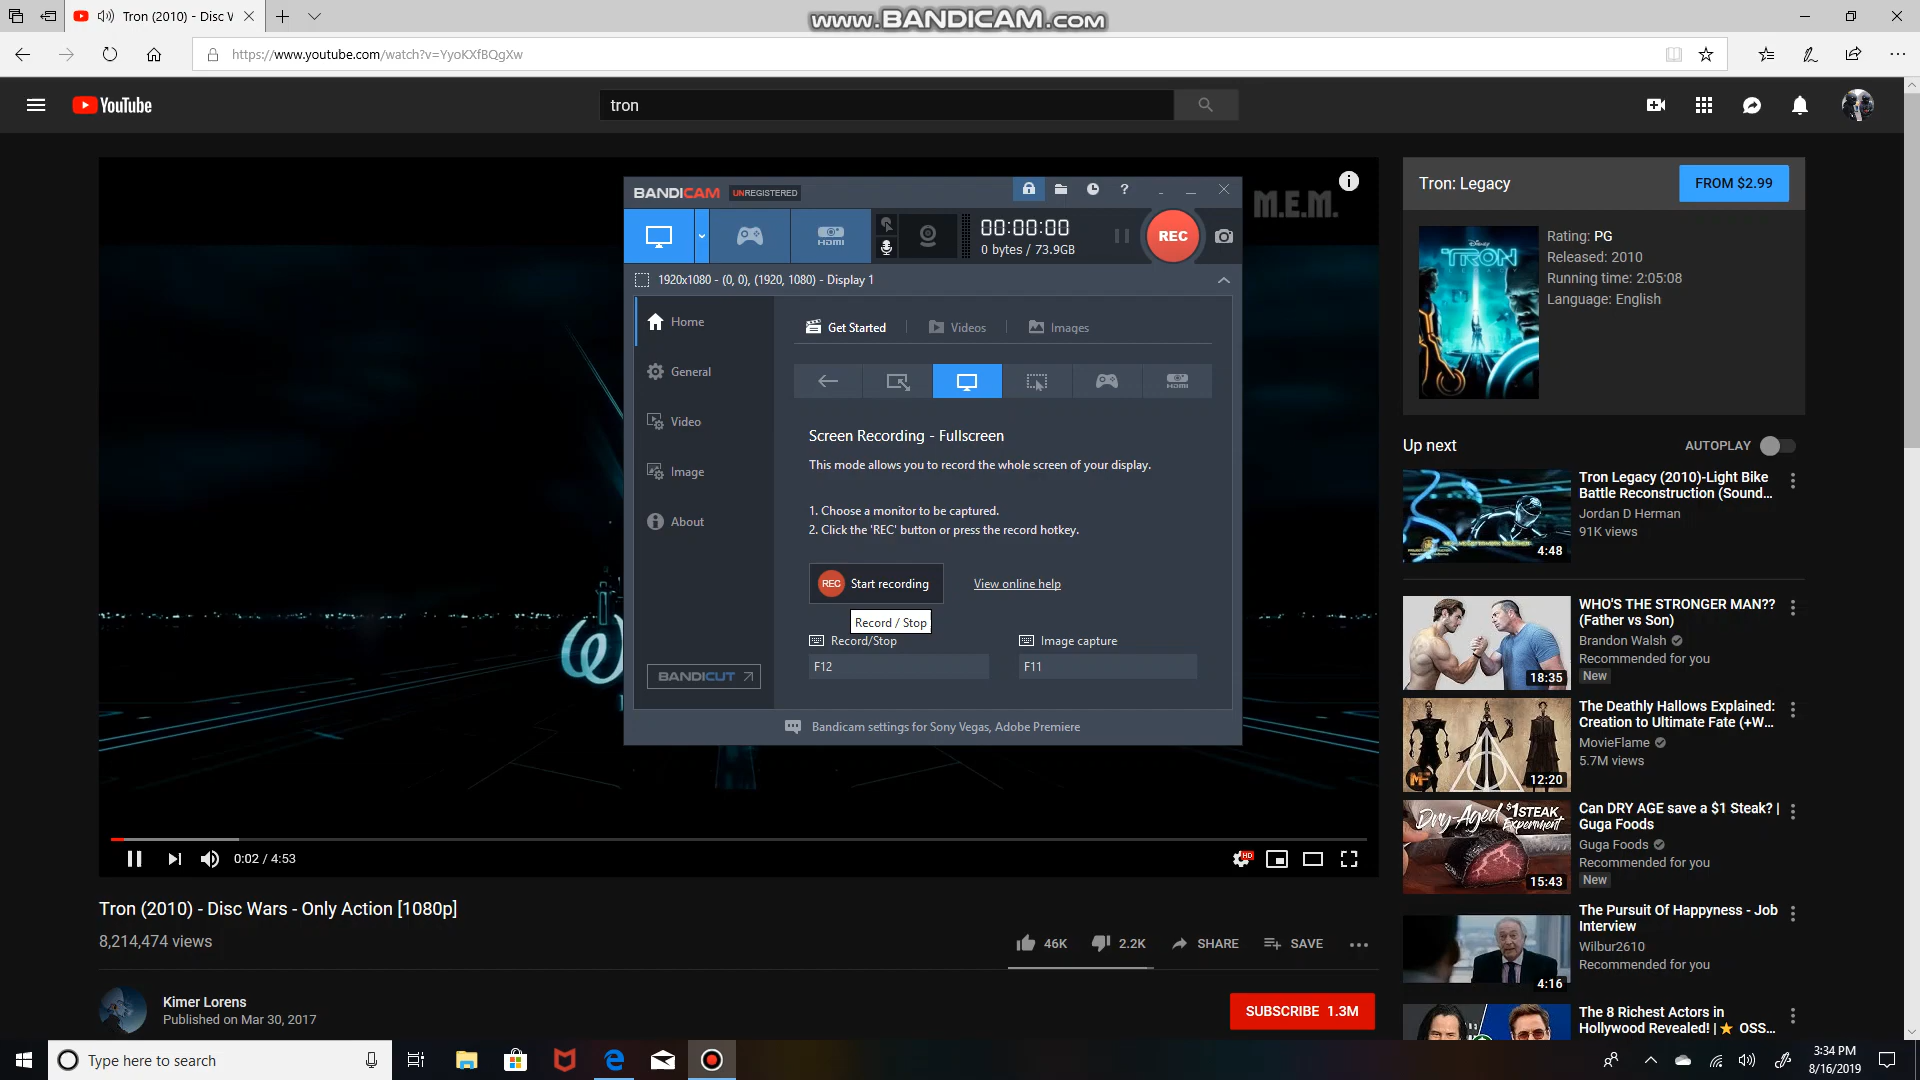 Tron (2010) - Disc V
www.BANDICAM.com
https://www.youtube.com/watch?v=YyoKXfBQgXw
YouTube
tron
BANDICAM UNREGISTERED
M.E.M.
HDMI
00:00:00
0 bytes / 73.9GB
REC
1920x1080 - (0, 0), (1920, 1080) - Display 1
Home
General
Video
Image
About
BANDICUT
Get Started
Videos
Images
HDMI
Screen Recording - Fullscreen
This mode allows you to record the whole screen of your display.
1. Choose a monitor to be captured.
2. Click the 'REC' button or press the record hotkey.
REC Start recording
View online help
Record / Stop
Record/Stop
Image capture
F12
F11
Bandicam settings for Sony Vegas, Adobe Premiere
0:02 / 4:53
HD
Tron (2010) - Disc Wars - Only Action [1080p]
8,214,474 views
46K
2.2K
SHARE
SAVE
Kimer Lorens
Published on Mar 30, 2017
SUBSCRIBE 1.3M
Tron: Legacy
FROM $2.99
Disney
TRON
Rating: PG
Released: 2010
Running time: 2:05:08
Language: English
Up next
AUTOPLAY
4:48
Tron Legacy (2010)-Light Bike
Battle Reconstruction (Sound...
Jordan D Herman
91K views
18:35
WHO'S THE STRONGER MAN??
(Father vs Son)
Brandon Walsh
Recommended for you
New
12:20
The Deathly Hallows Explained:
Creation to Ultimate Fate (+W...
MovieFlame
5.7M views
Dry-Aged $1 STEAK
Experiment
15:43
Can DRY AGE save a $1 Steak? |
Guga Foods
Guga Foods
Recommended for you
New
4:16
The Pursuit Of Happyness - Job
Interview
Wilbur2610
Recommended for you
The 8 Richest Actors in
Hollywood Revealed! | ⭐ OSS...
Type here to search
3:34 PM
8/16/2019